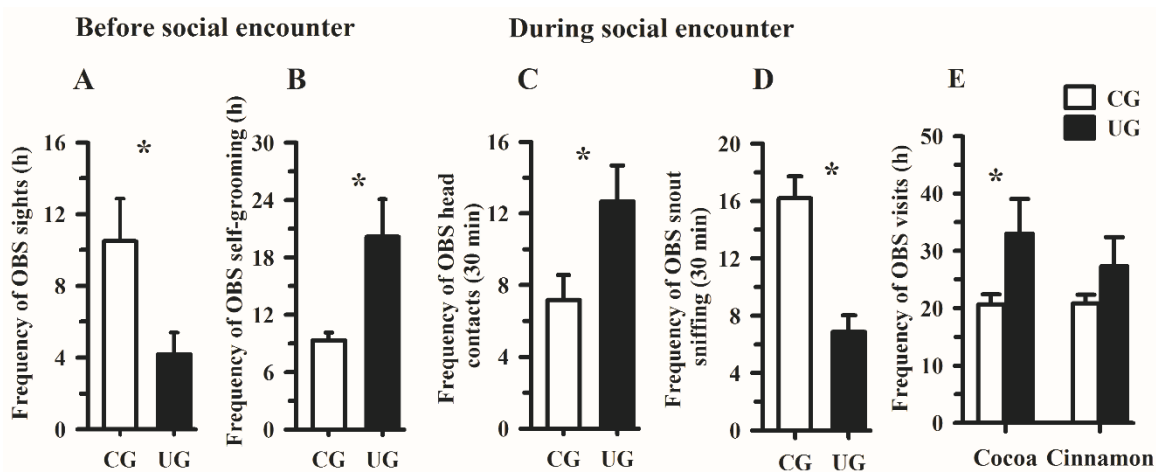 Before social encounter
During social encounter
A
Frequency of OBS sights (h)
16
12
8
4
0
*
CG UG
B
Frequency of OBS self-grooming (h)
30
24
18
12
6
0
*
CG UG
C
Frequency of OBS head
contacts (30 min)
16
12
8
4
0
*
CG UG
D
Frequency of OBS snout
sniffing (30 min)
20
16
12
8
4
0
*
CG UG
E
CG
UG
Frequency of OBS visits (h)
50
40
30
20
10
0
*
Cocoa Cinnamon